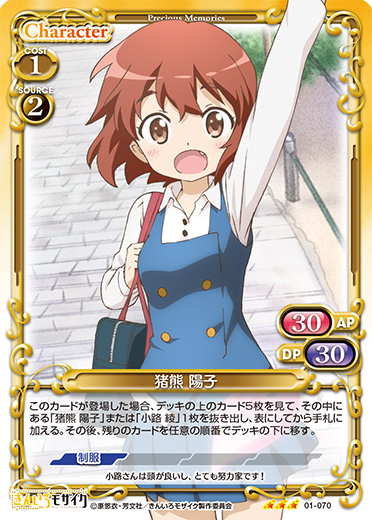 Precious Memories
Character
COST
1
SOURCE
2
30 AP
DP 30
猪熊 陽子
このカードが登場した場合、デッキの上のカード5枚を見て、その中に
ある「猪熊 陽子」または「小路 綾」1枚を抜き出し、表にしてから手札に
加える。その後、残りのカードを任意の順番でデッキの下に移す。
制服
小路さんは頭が良いし、とても努力家です!
きんいろモザイク
©原悠衣・芳文社/きんいろモザイク製作委員会
01-070